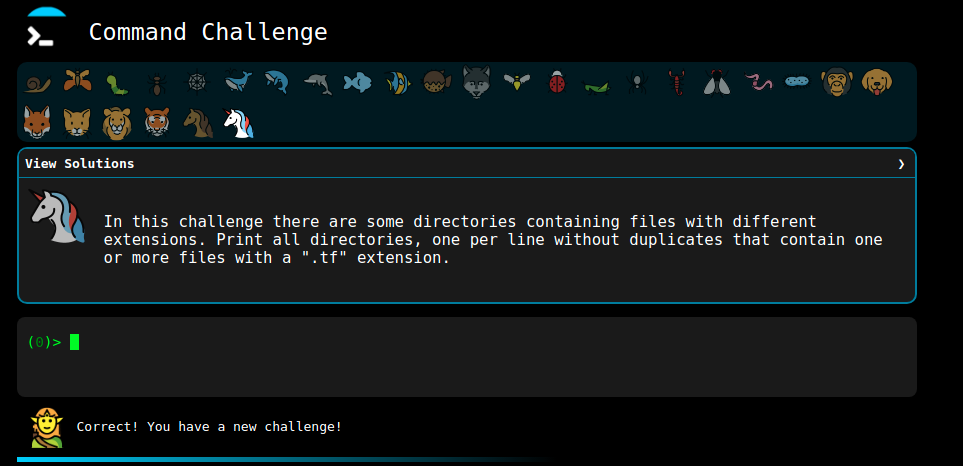 Command Challenge
View Solutions
In this challenge there are some directories containing files with different
extensions. Print all directories, one per line without duplicates that contain one
or more files with a ".tf" extension.
(0)>
Correct! You have a new challenge!